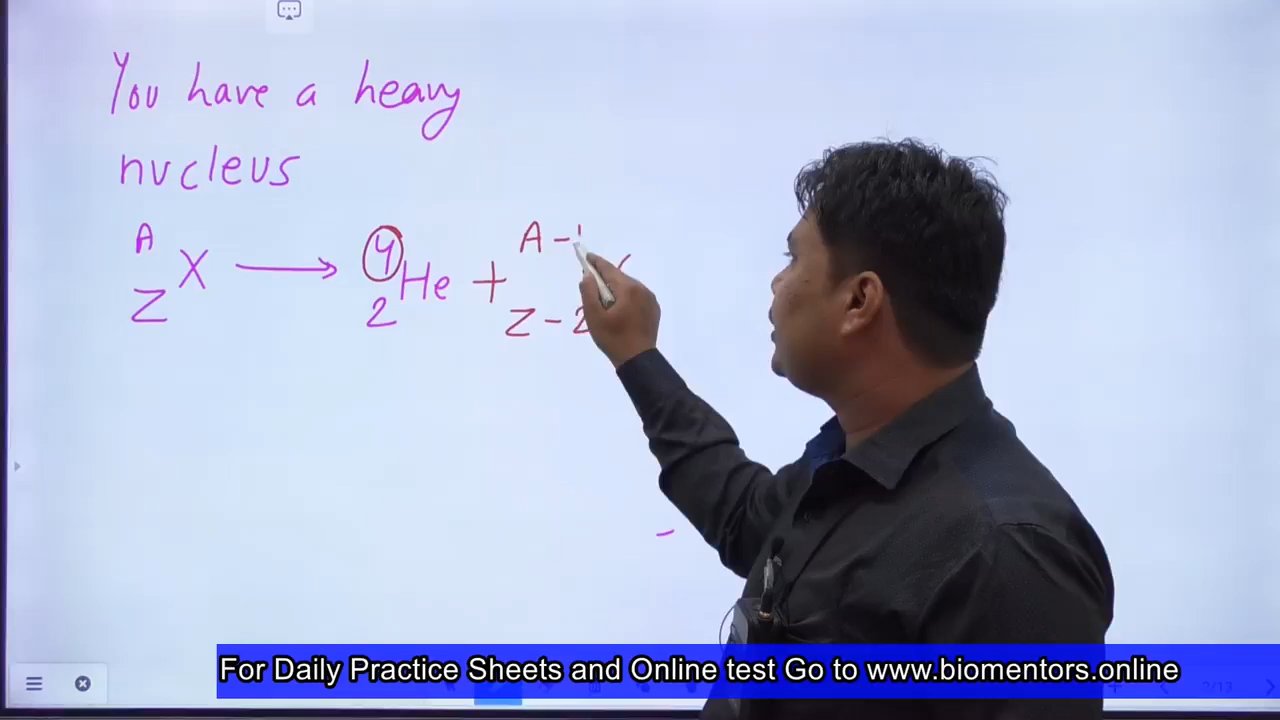 You have a heavy
nucleus
A 4 A -
X → He +
Z 2 Z - 2
For Daily Practice Sheets and Online test Go to www.biomentors.online